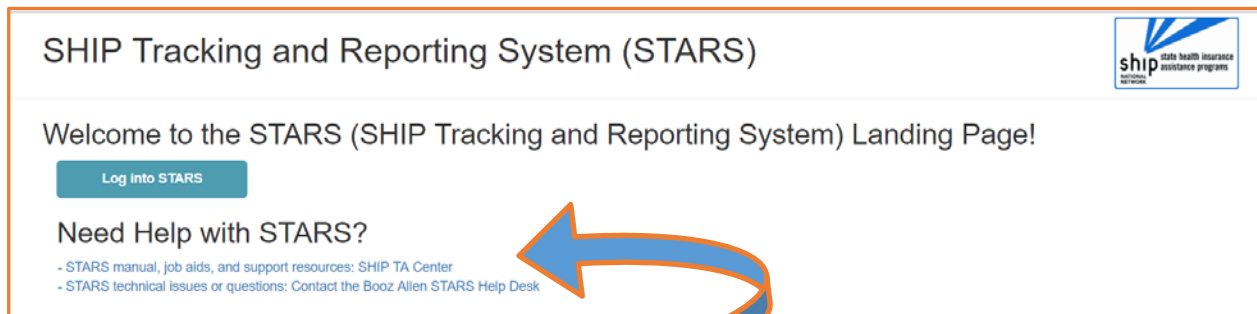 SHIP Tracking and Reporting System (STARS)
ship state health insurance
assistance programs
NATIONAL
NETWORK
Welcome to the STARS (SHIP Tracking and Reporting System) Landing Page!
Log into STARS
Need Help with STARS?
- STARS manual, job aids, and support resources: SHIP TA Center
- STARS technical issues or questions: Contact the Booz Allen STARS Help Desk